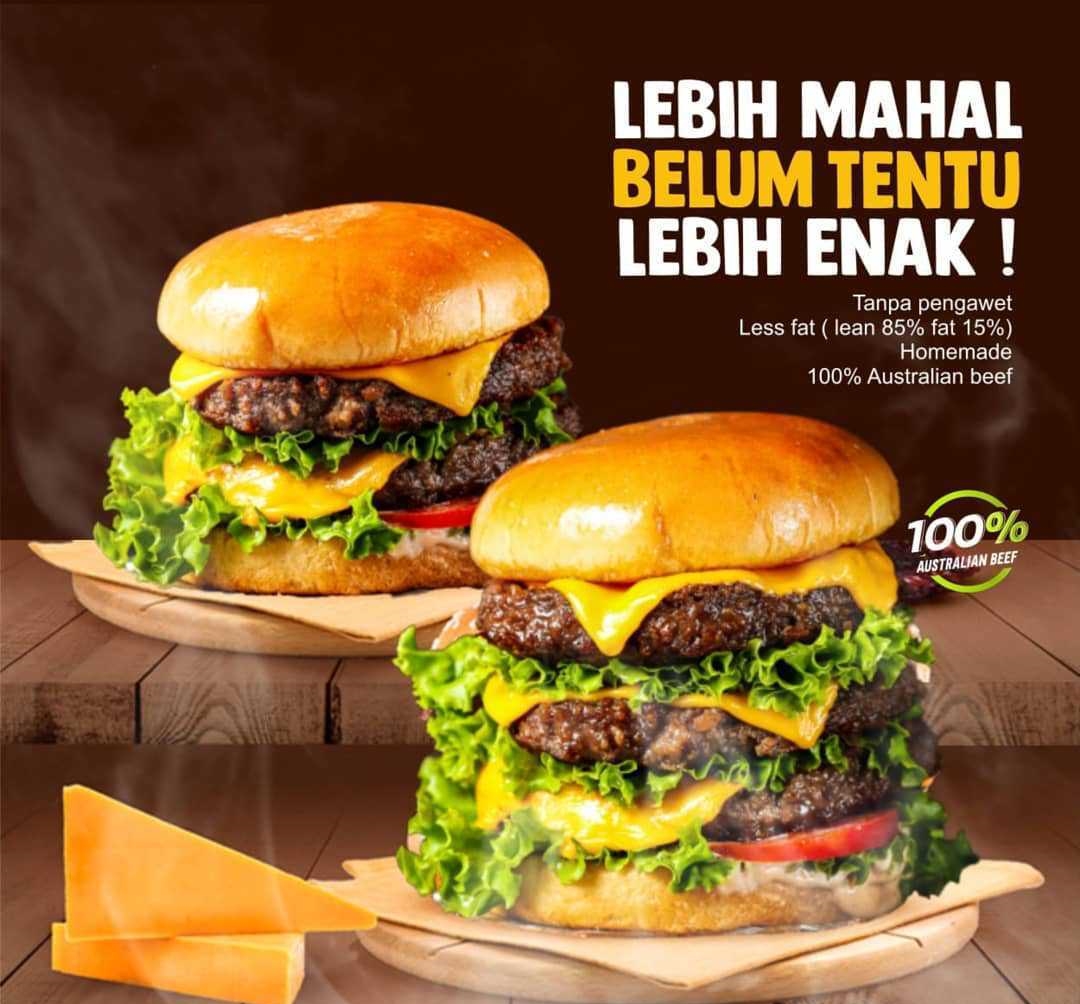 LEBIH MAHAL
BELUM TENTU
LEBIH ENAK !
Tanpa pengawet
Less fat ( lean 85% fat 15%)
Homemade
100% Australian beef
100%
AUSTRALIAN BEEF